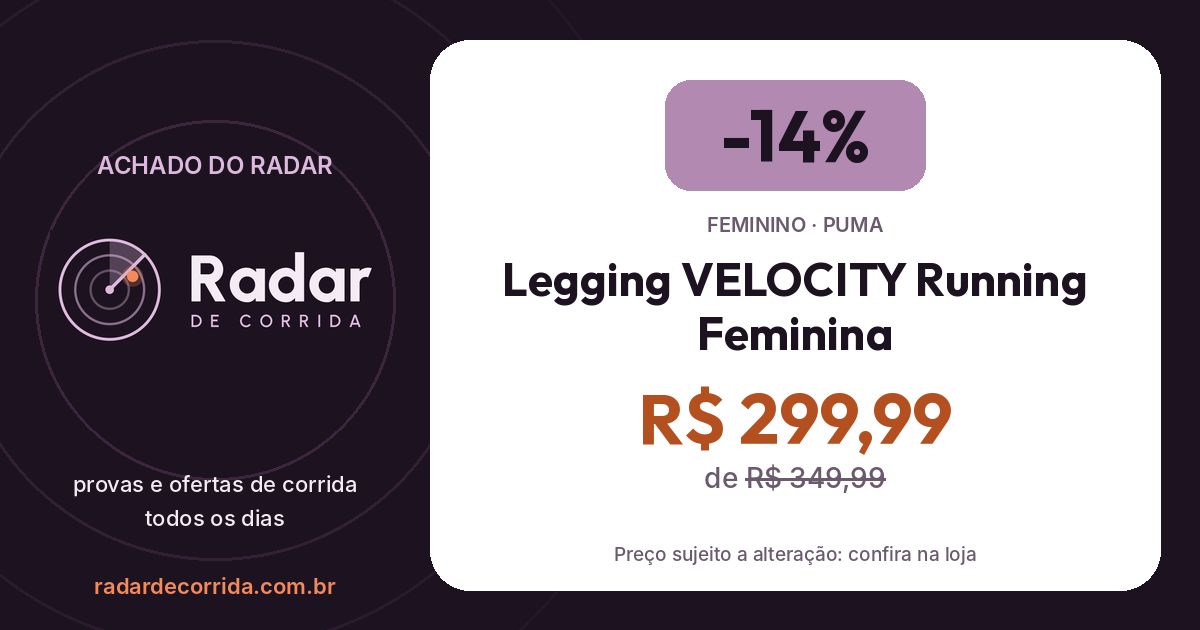 ACHADO DO RADAR
Radar
DE CORRIDA
provas e ofertas de corrida
todos os dias
radardecorrida.com.br
-14%
FEMININO · PUMA
Legging VELOCITY Running
Feminina
R$ 299,99
de R$ 349,99
Preço sujeito a alteração: confira na loja